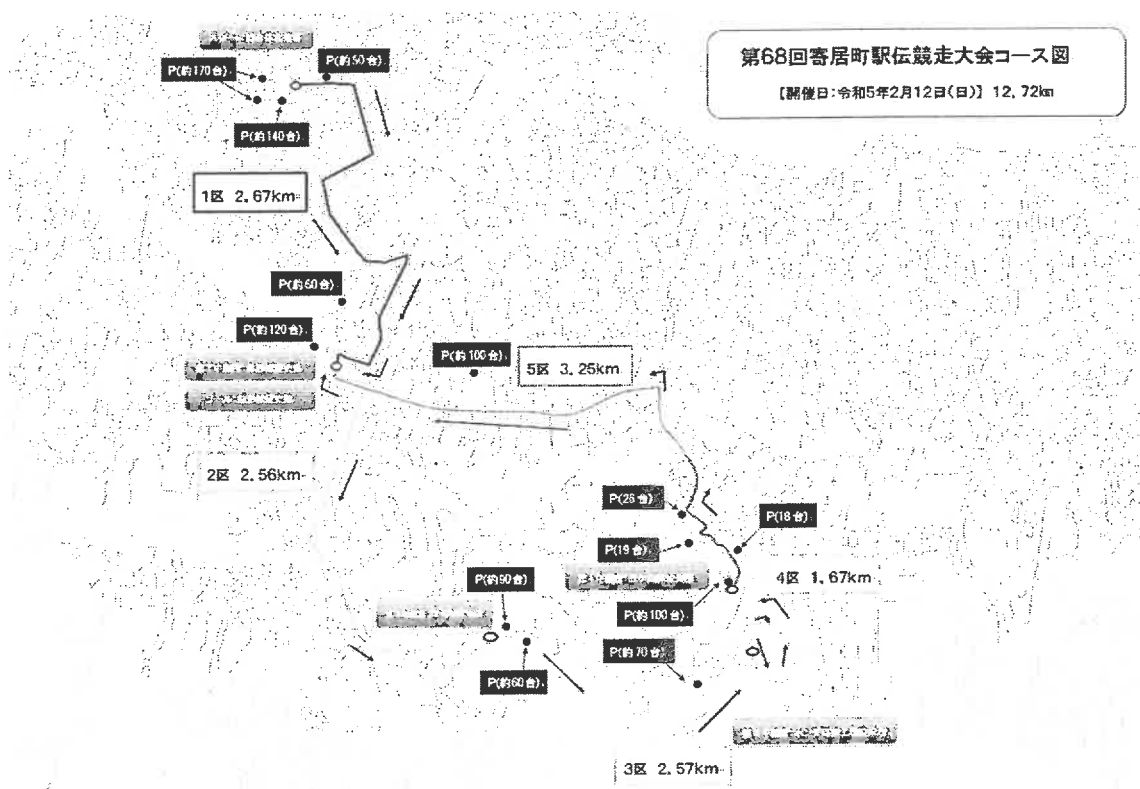 第68回寄居町駅伝競走大会コース図
【開催日:令和5年2月12日(日)】 12.72km
P(約50台)
P(約170台)
P(約140台)
1区 2.67km
P(約60台)
P(約120台)
P(約100台)
5区 3.25km
2区 2.56km
P(26台)
P(18台)
P(19台)
P(約90台)
4区 1.67km
P(約100台)
P(約70台)
P(約60台)
3区 2.57km